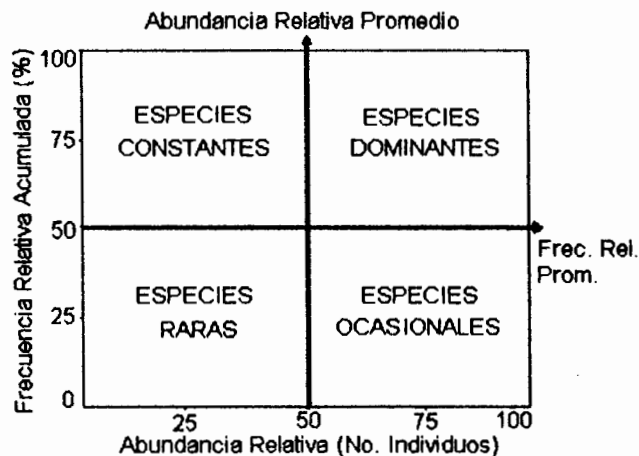 Abundancia Relativa Promedio
Frecuencia Relativa Acumulada (%)
100
75
50
25
0
ESPECIES
CONSTANTES
ESPECIES
DOMINANTES
Frec. Rel.
Prom.
ESPECIES
RARAS
ESPECIES
OCASIONALES
25
50
75
100
Abundancia Relativa (No. Individuos)